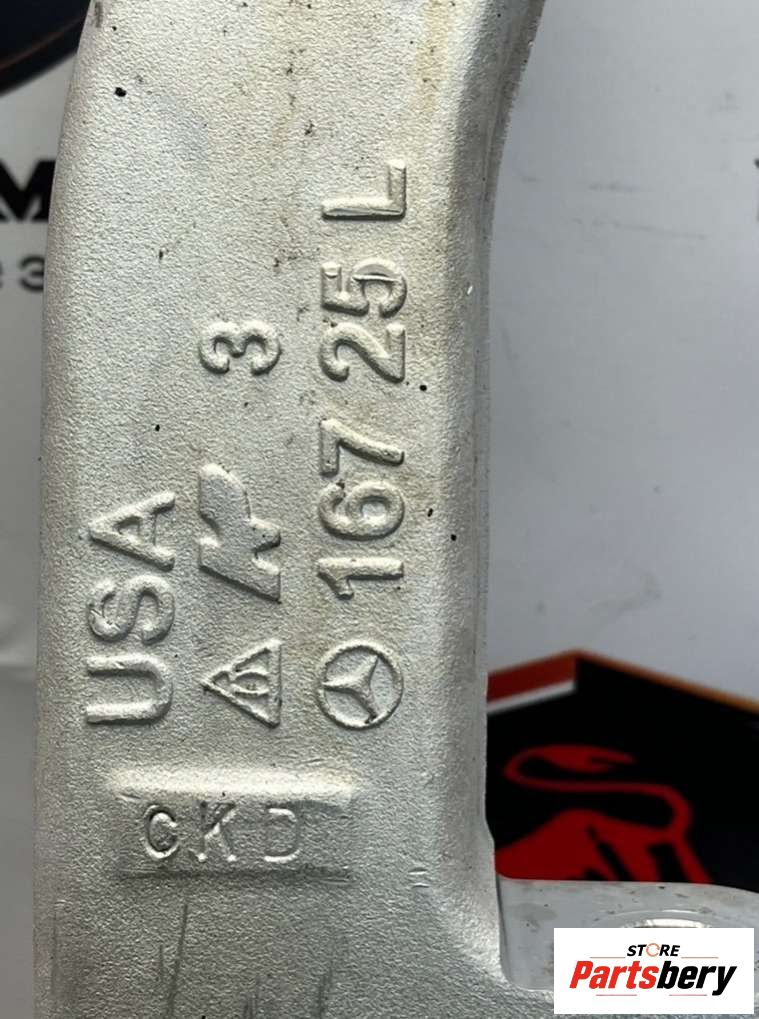 167 25 L
3
USA
CKD
STORE
Partsbery